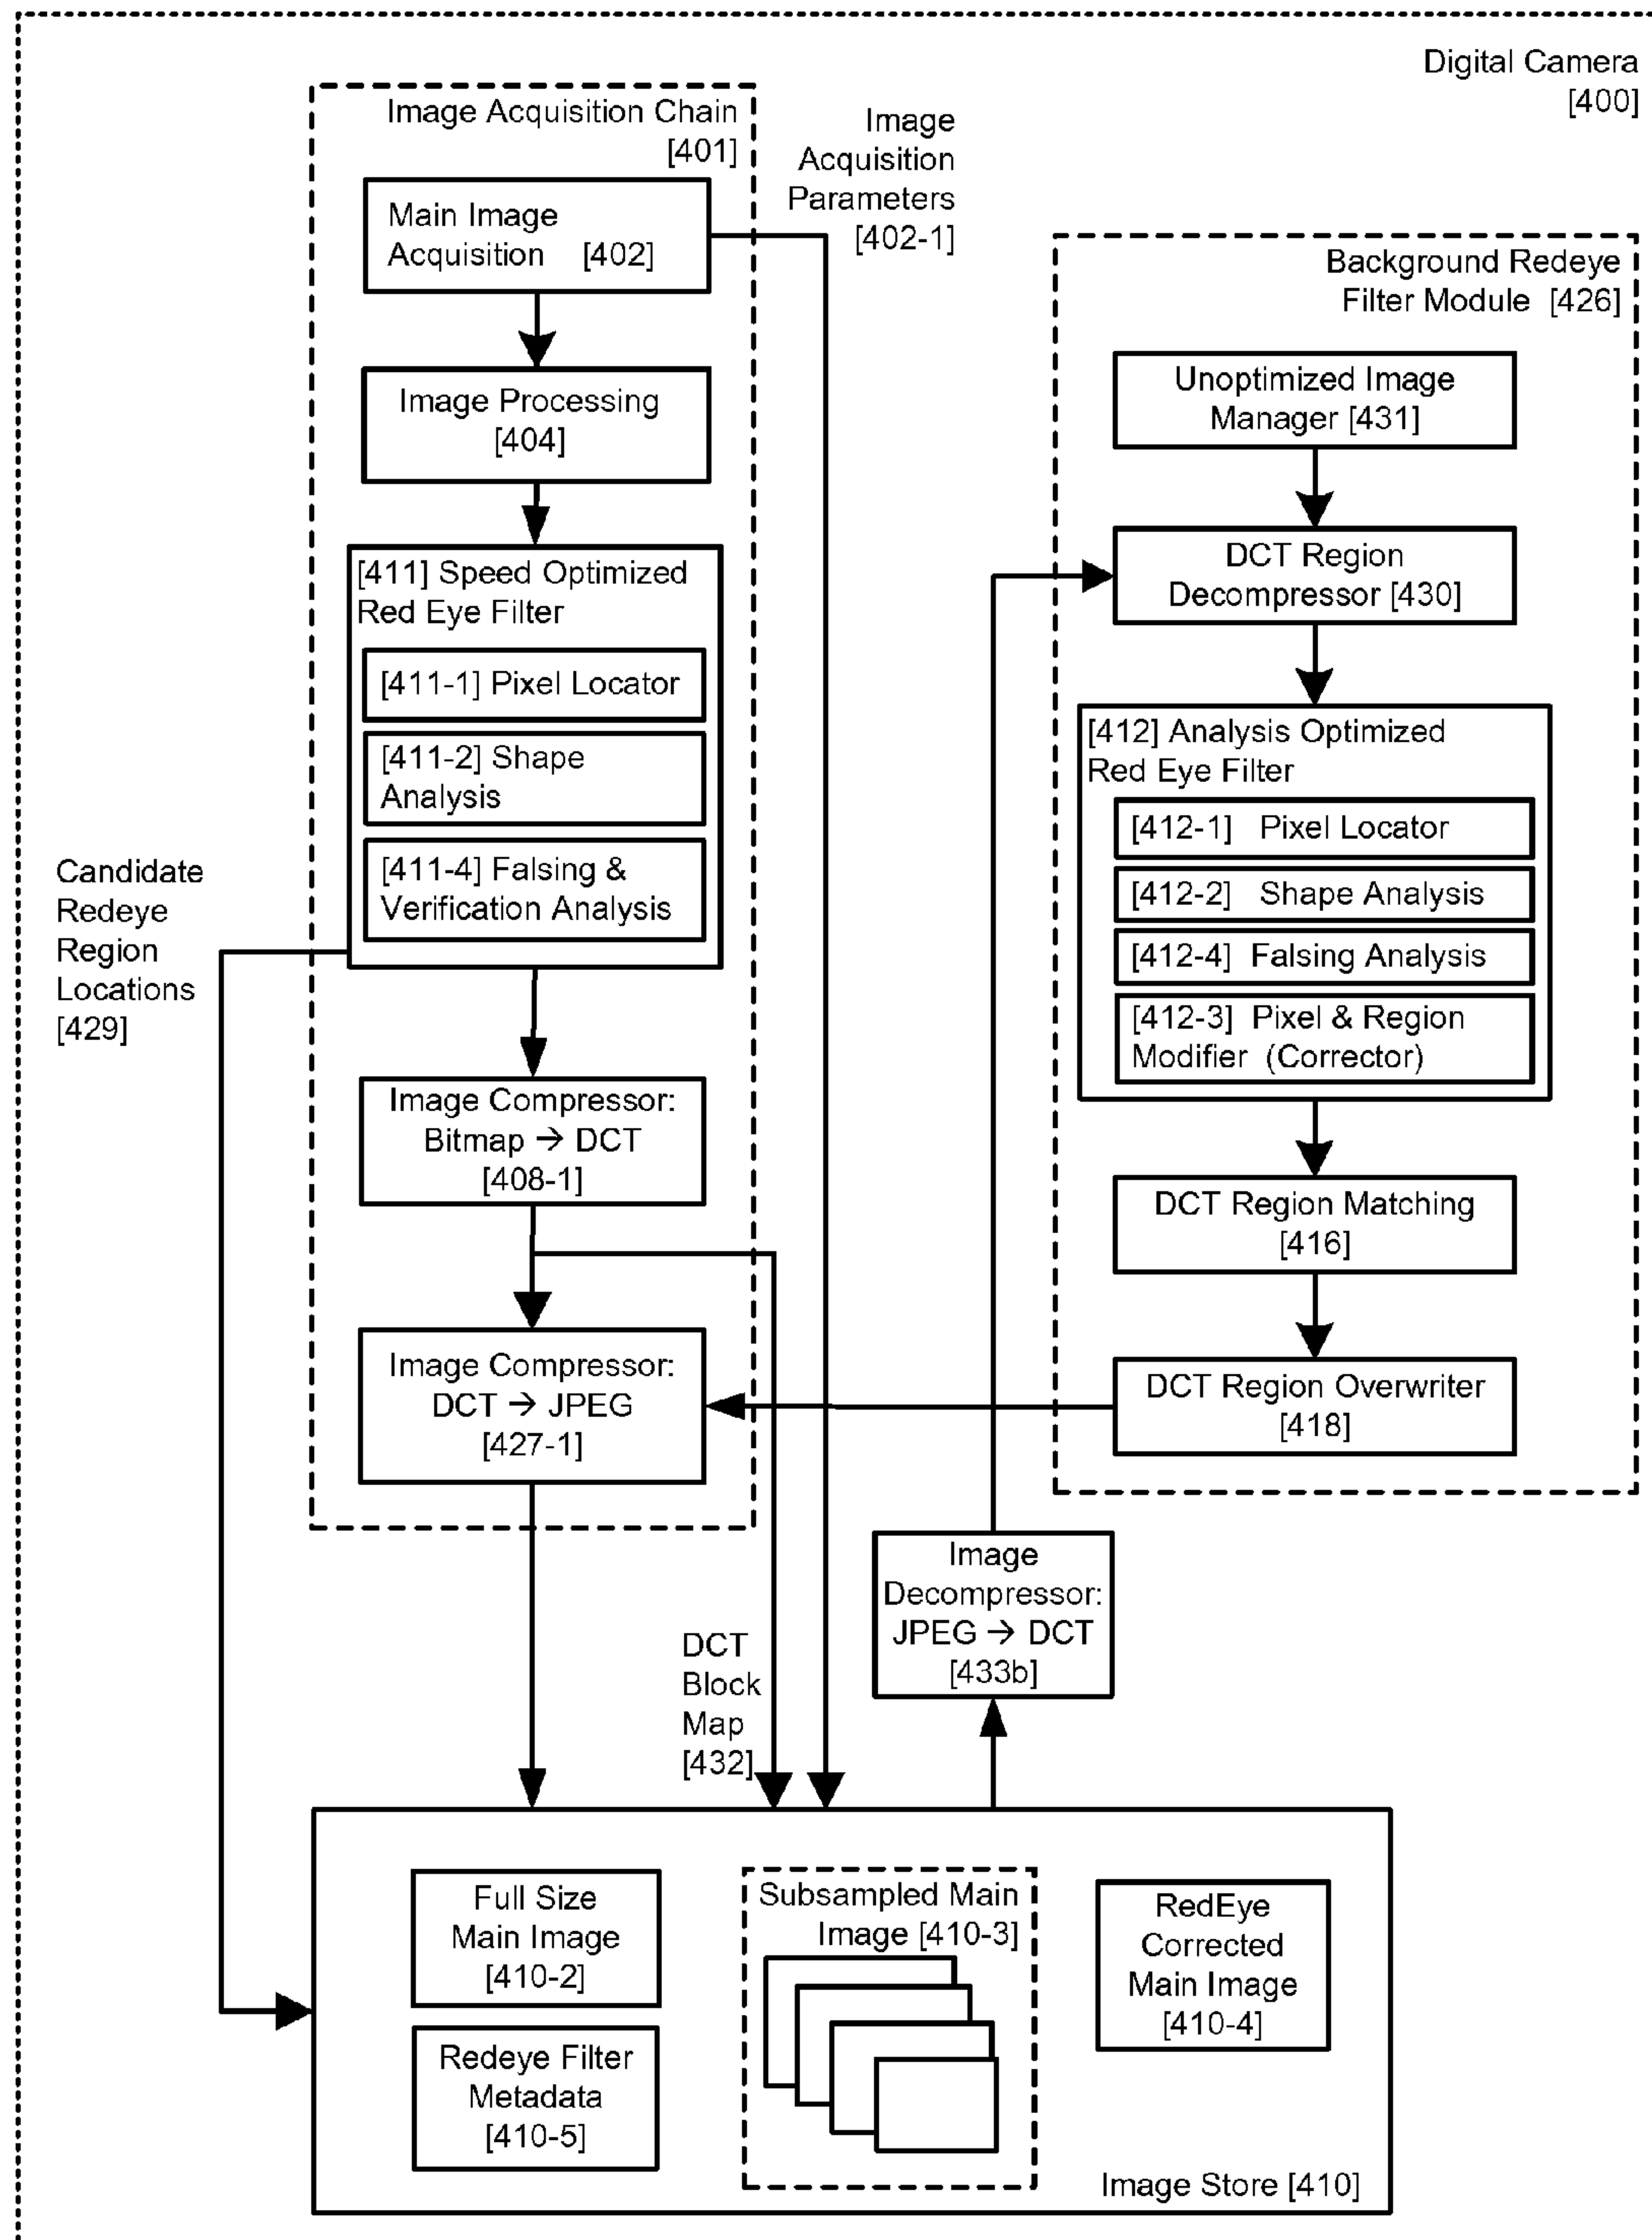 Digital Camera
[400]
Image Acquisition Chain
[401]
Main Image
Acquisition [402]
Image
Acquisition
Parameters
[402-1]
Image Processing
[404]
[411] Speed Optimized
Red Eye Filter
[411-1] Pixel Locator
[411-2] Shape
Analysis
[411-4] Falsing &
Verification Analysis
Candidate
Redeye
Region
Locations
[429]
Image Compressor:
Bitmap → DCT
[408-1]
Image Compressor:
DCT → JPEG
[427-1]
Background Redeye
Filter Module [426]
Unoptimized Image
Manager [431]
DCT Region
Decompressor [430]
[412] Analysis Optimized
Red Eye Filter
[412-1] Pixel Locator
[412-2] Shape Analysis
[412-4] Falsing Analysis
[412-3] Pixel & Region
Modifier (Corrector)
DCT Region Matching
[416]
DCT Region Overwriter
[418]
Image
Decompressor:
JPEG → DCT
[433b]
DCT
Block
Map
[432]
Full Size
Main Image
[410-2]
Redeye Filter
Metadata
[410-5]
Subsampled Main
Image [410-3]
RedEye
Corrected
Main Image
[410-4]
Image Store [410]